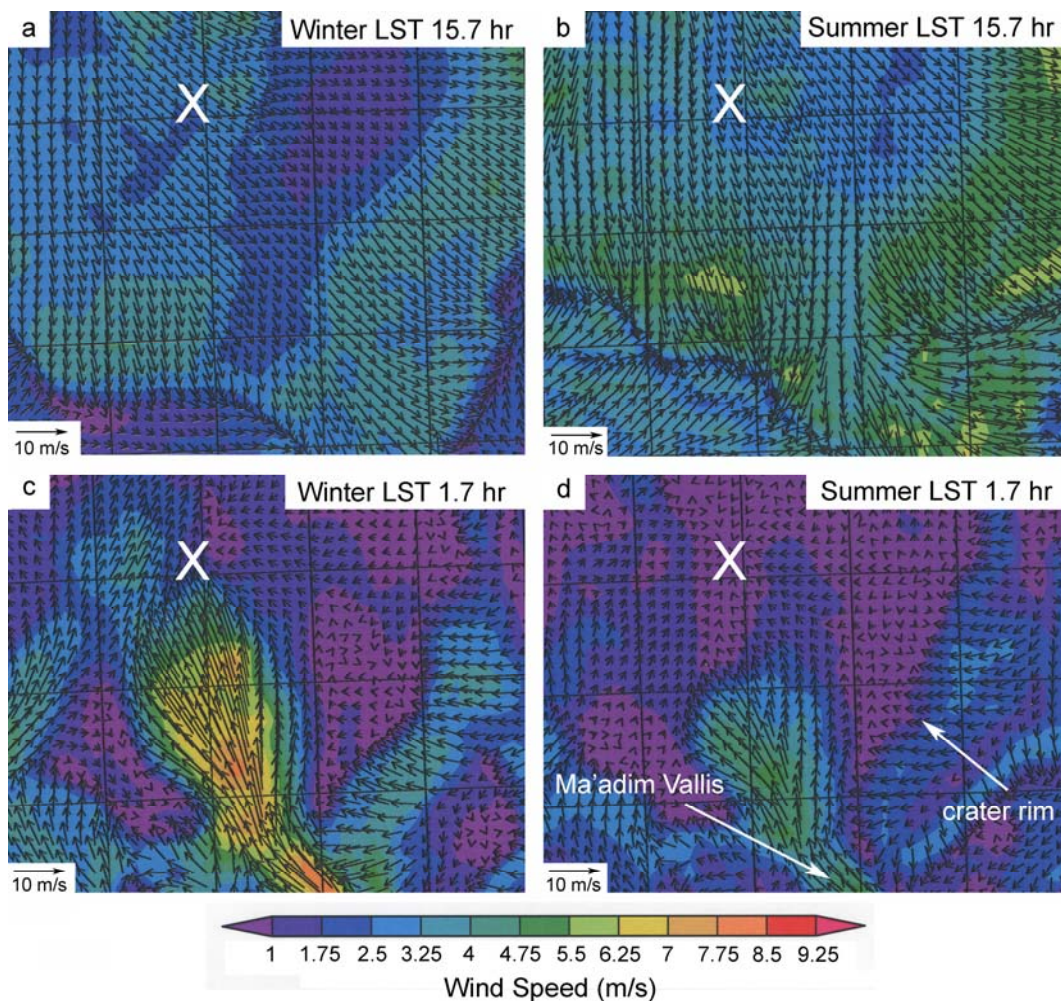 a
Winter LST 15.7 hr
X
10 m/s
b
Summer LST 15.7 hr
X
10 m/s
c
Winter LST 1.7 hr
X
10 m/s
d
Summer LST 1.7 hr
X
Ma'adim Vallis
crater rim
10 m/s
1 1.75 2.5 3.25 4 4.75 5.5 6.25 7 7.75 8.5 9.25
Wind Speed (m/s)